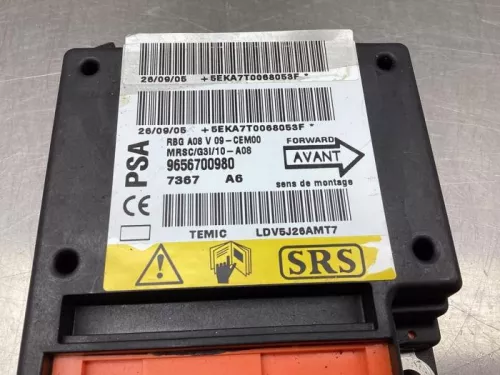 26/09/05 +5EKA7T0068053F*
26/09/05 +5EKA7T0068053F*
PSA
RBG A08 V 09-CEM00
MRSC/G3I/10-A08
9656700980
7367 A6
FORWARD
AVANT
sens de montage
CE
TEMIC LDV5J26AMT7
SRS